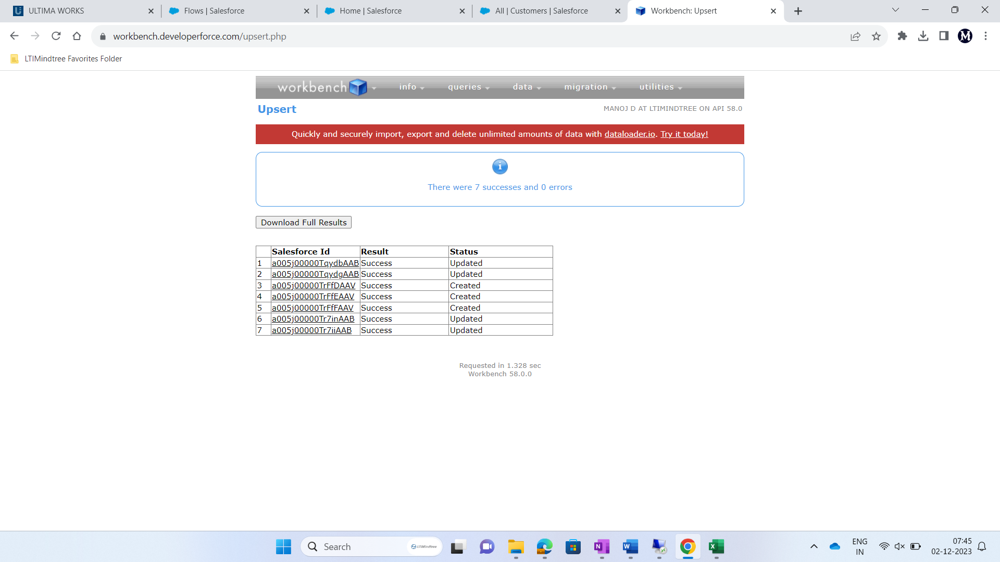 ULTIMA WORKS
Flows | Salesforce
Home | Salesforce
All | Customers | Salesforce
Workbench: Upsert
workbench.developerforce.com/upsert.php
M
LTIMindtree Favorites Folder
workbench
info
queries
data
migration
utilities
Upsert
MANOJ D AT LTIMINDTREE ON API 58.0
Quickly and securely import, export and delete unlimited amounts of data with dataloader.io. Try it today!
There were 7 successes and 0 errors
Download Full Results
Salesforce Id Result Status
1 a005j00000TqydbAAB Success Updated
2 a005j00000TqydgAAB Success Updated
3 a005j00000TrFfDAAV Success Created
4 a005j00000TrFfEAAV Success Created
5 a005j00000TrFfFAAV Success Created
6 a005j00000Tr7inAAB Success Updated
7 a005j00000Tr7iiAAB Success Updated
Requested in 1.328 sec
Workbench 58.0.0
Search
LTIMindtree
ENG
IN
07:45
02-12-2023